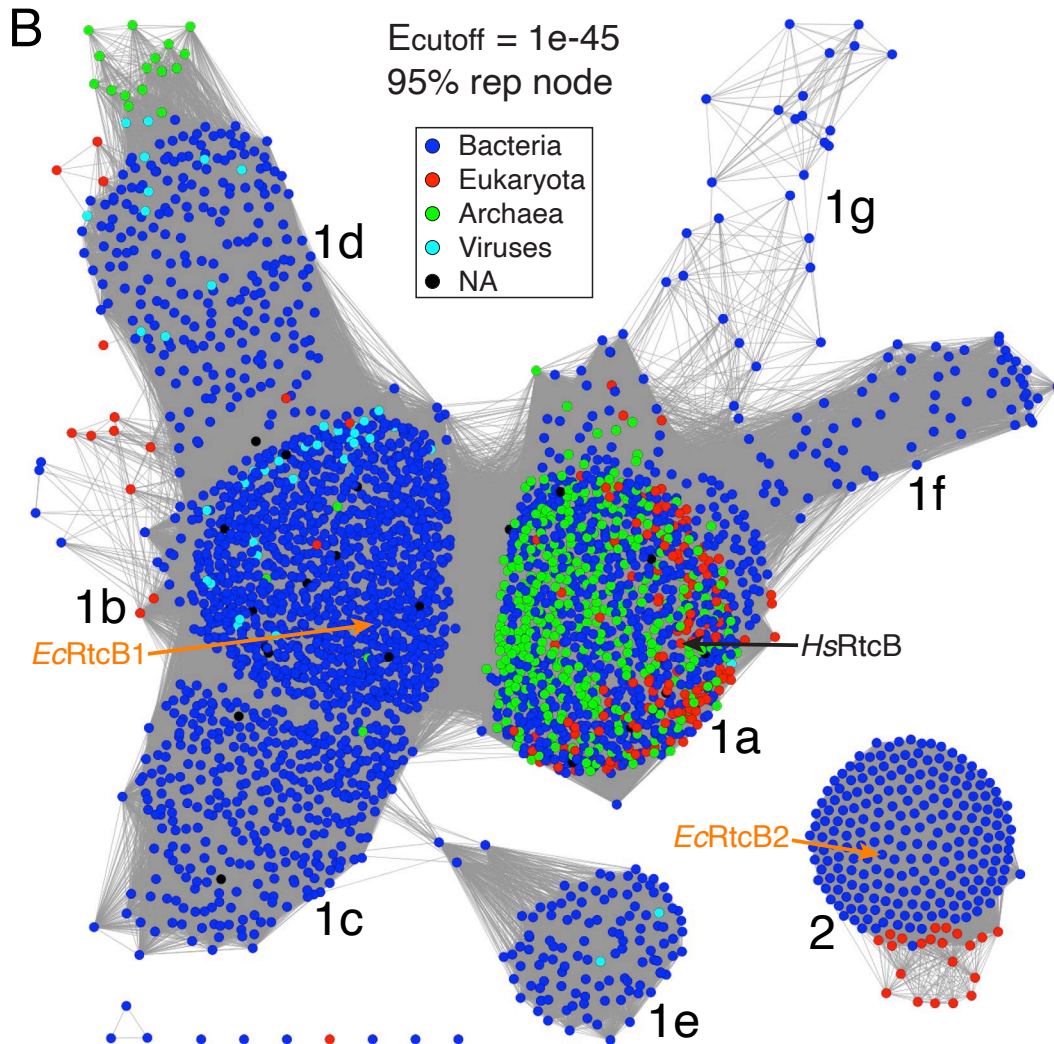 B
Ecutoff = 1e-45
95% rep node
Bacteria
Eukaryota
Archaea
Viruses
NA
1g
1d
1f
1b
EcRtcB1
HsRtcB
1a
EcRtcB2
2
1c
1e